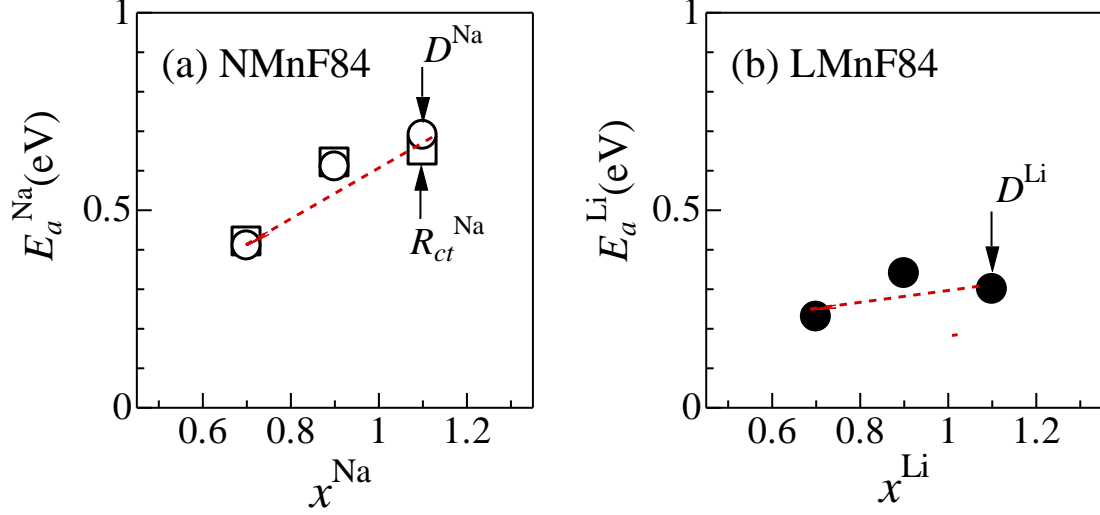 1
(a) NMnF84
D^Na
E_a^Na(eV)
0.5
R_ct^Na
0
0.6 0.8 1 1.2
x^Na
1
(b) LMnF84
E_a^Li(eV)
0.5
D^Li
0
0.6 0.8 1 1.2
x^Li